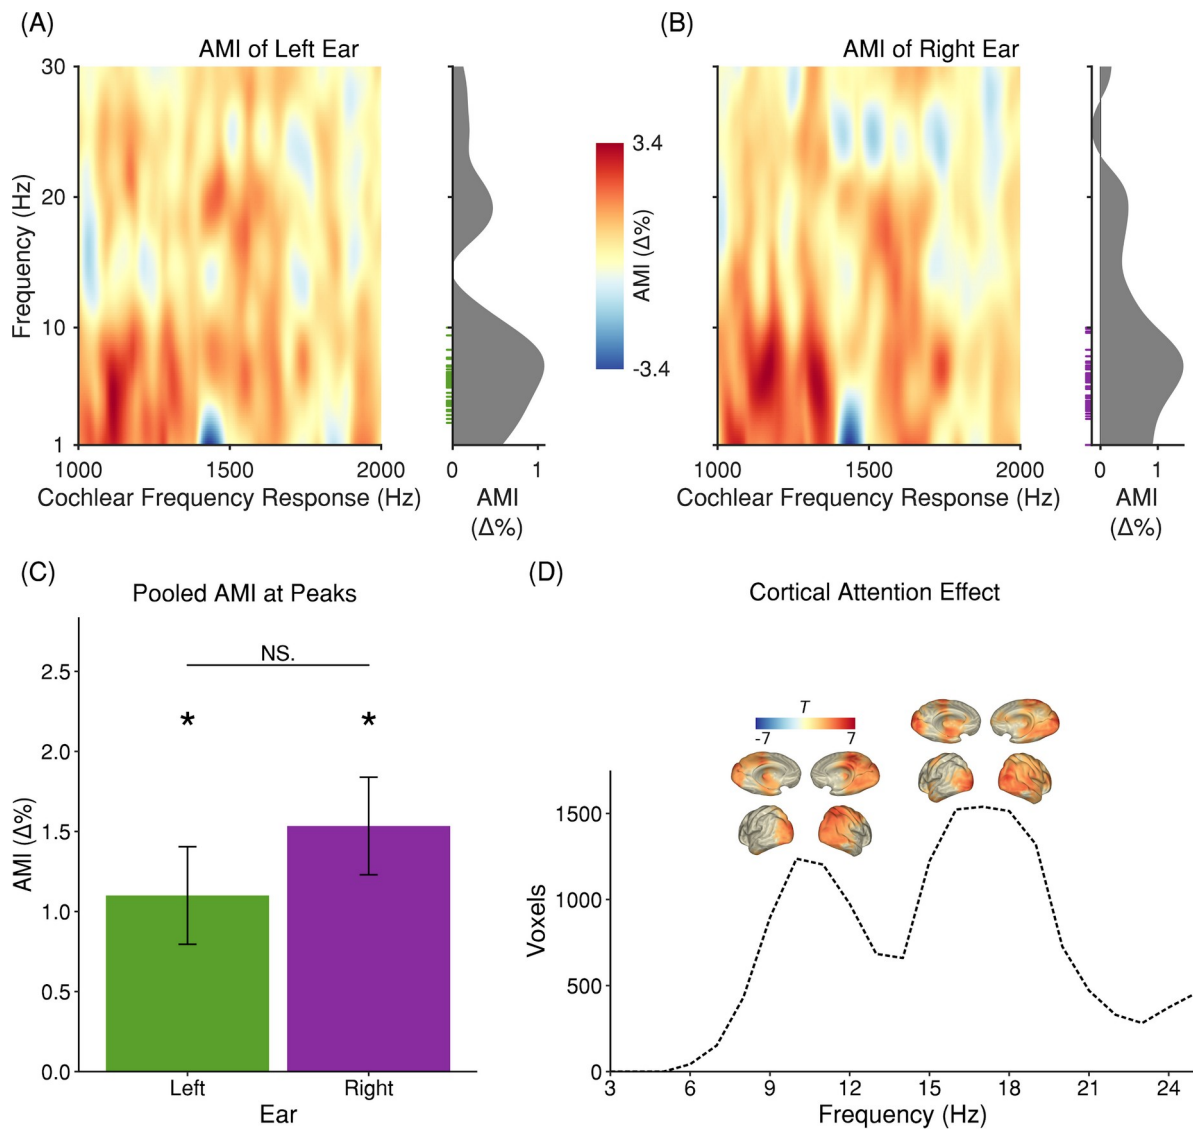 (A)
AMI of Left Ear
30
20
10
1
Frequency (Hz)
1000
1500
2000
Cochlear Frequency Response (Hz)
0
1
AMI
(Δ%)
3.4
-3.4
AMI (Δ%)
(B)
AMI of Right Ear
1000
1500
2000
Cochlear Frequency Response (Hz)
0
1
AMI
(Δ%)
(C)
Pooled AMI at Peaks
NS.
*
*
2.5
2.0
1.5
1.0
0.5
0.0
AMI (Δ%)
Left
Right
Ear
(D)
Cortical Attention Effect
T
-7
7
1500
1000
500
0
Voxels
3
6
9
12
15
18
21
24
Frequency (Hz)